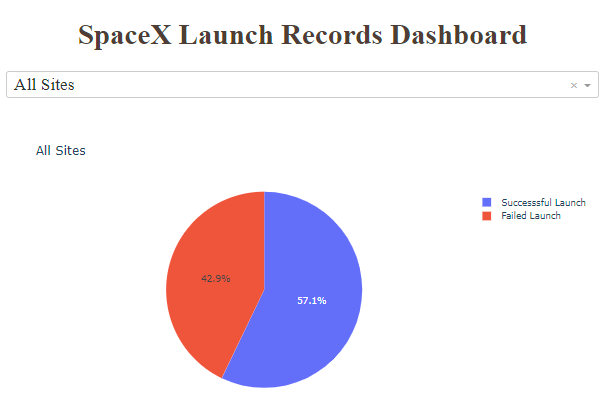 SpaceX Launch Records Dashboard
All Sites
All Sites
Successsful Launch
Failed Launch
42.9%
57.1%